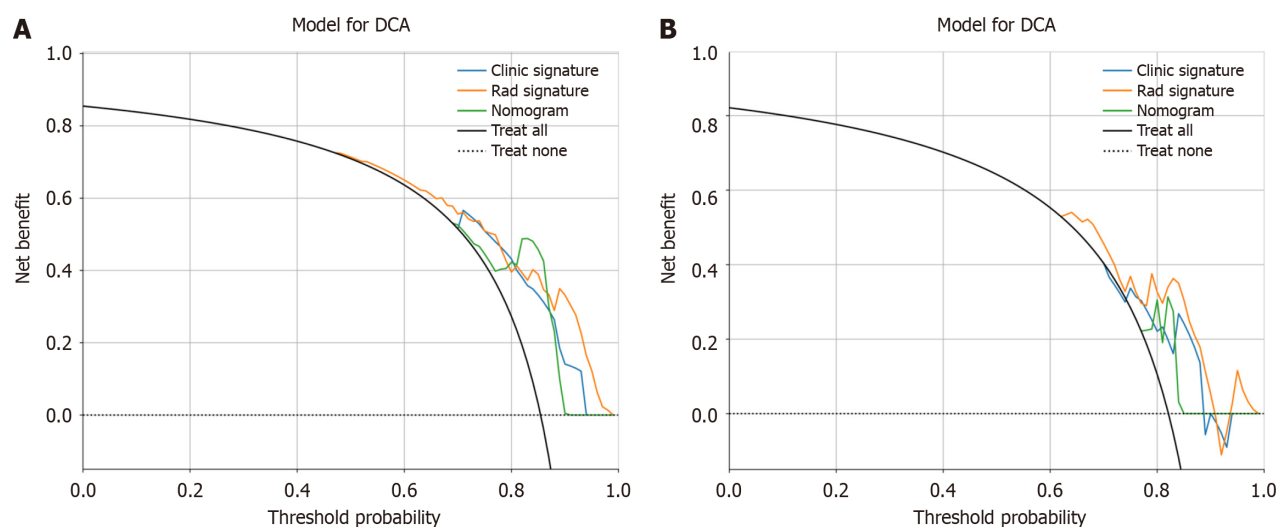 A
Model for DCA
Clinic signature
Rad signature
Nomogram
Treat all
Treat none
Net benefit
1.0
0.8
0.6
0.4
0.2
0.0
0.0 0.2 0.4 0.6 0.8 1.0
Threshold probability
B
Model for DCA
Clinic signature
Rad signature
Nomogram
Treat all
Treat none
Net benefit
1.0
0.8
0.6
0.4
0.2
0.0
0.0 0.2 0.4 0.6 0.8 1.0
Threshold probability